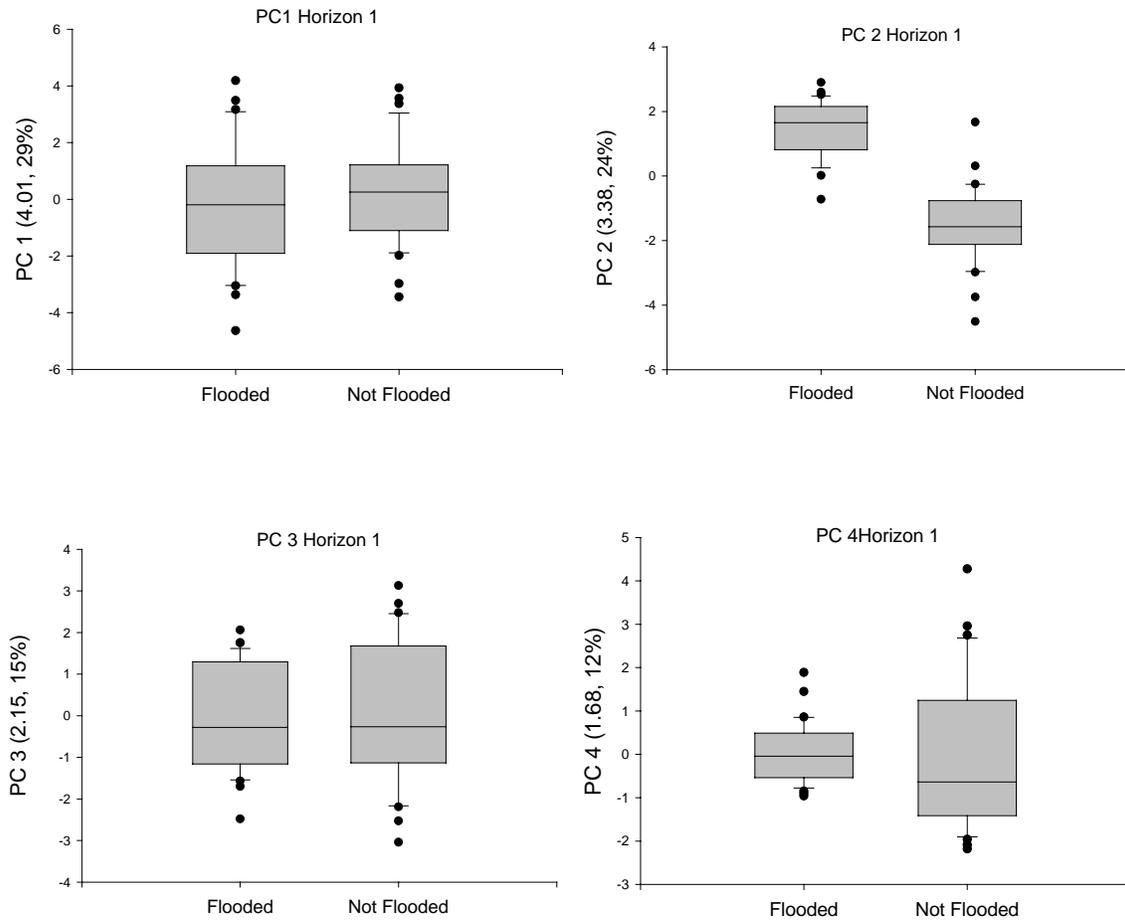 PC1 Horizon 1
6
4
2
0
-2
-4
-6
PC 1 (4.01, 29%)
Flooded Not Flooded
PC 2 Horizon 1
4
2
0
-2
-4
-6
PC 2 (3.38, 24%)
Flooded Not Flooded
PC 3 Horizon 1
4
3
2
1
0
-1
-2
-3
-4
PC 3 (2.15, 15%)
Flooded Not Flooded
PC 4Horizon 1
5
4
3
2
1
0
-1
-2
-3
PC 4 (1.68, 12%)
Flooded Not Flooded